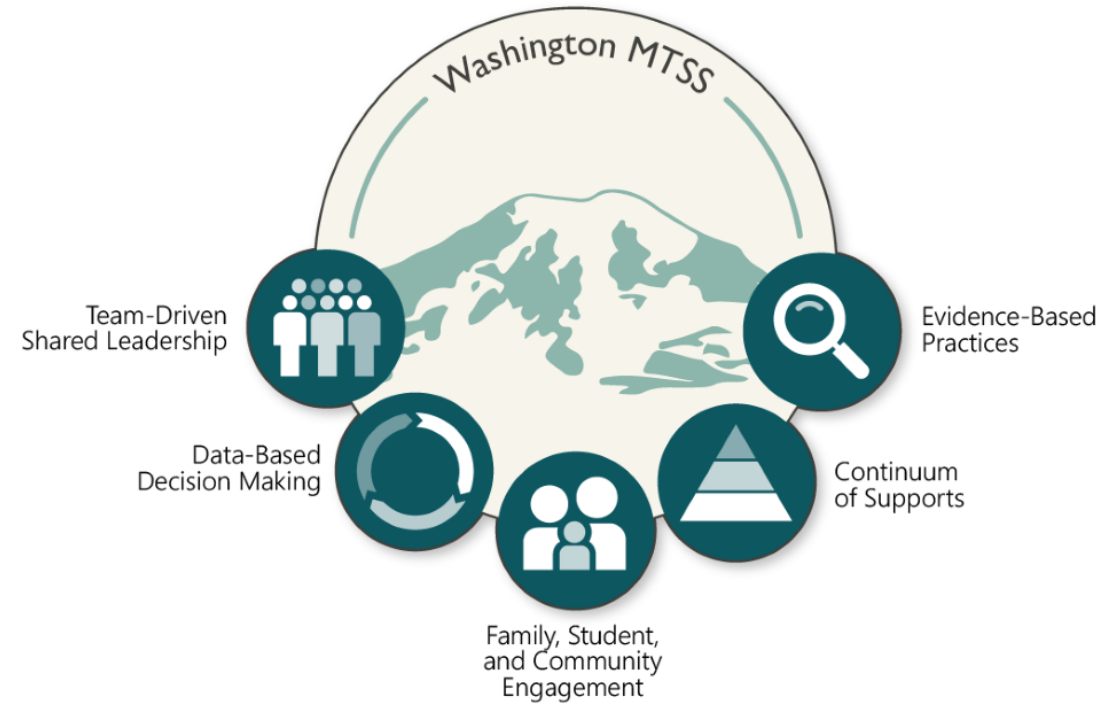 Washington MTSS
Team-Driven
Shared Leadership
Evidence-Based
Practices
Data-Based
Decision Making
Continuum
of Supports
Family, Student,
and Community
Engagement